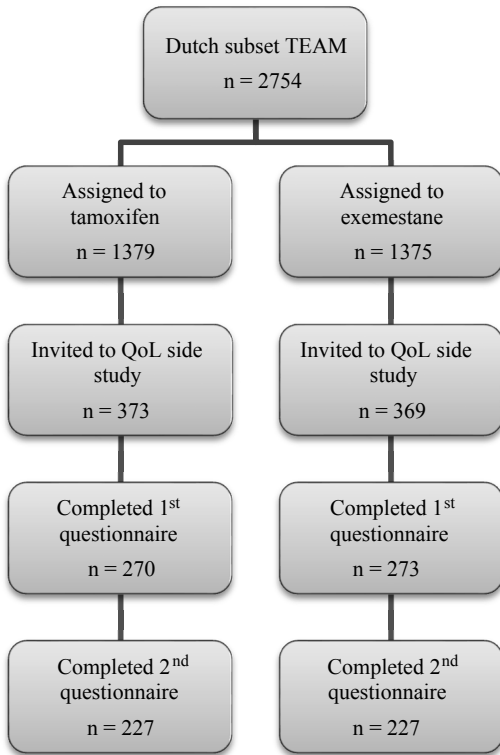 Dutch subset TEAM
n = 2754
Assigned to
tamoxifen
n = 1379
Assigned to
exemestane
n = 1375
Invited to QoL side
study
n = 373
Invited to QoL side
study
n = 369
Completed 1st
questionnaire
n = 270
Completed 1st
questionnaire
n = 273
Completed 2nd
questionnaire
n = 227
Completed 2nd
questionnaire
n = 227